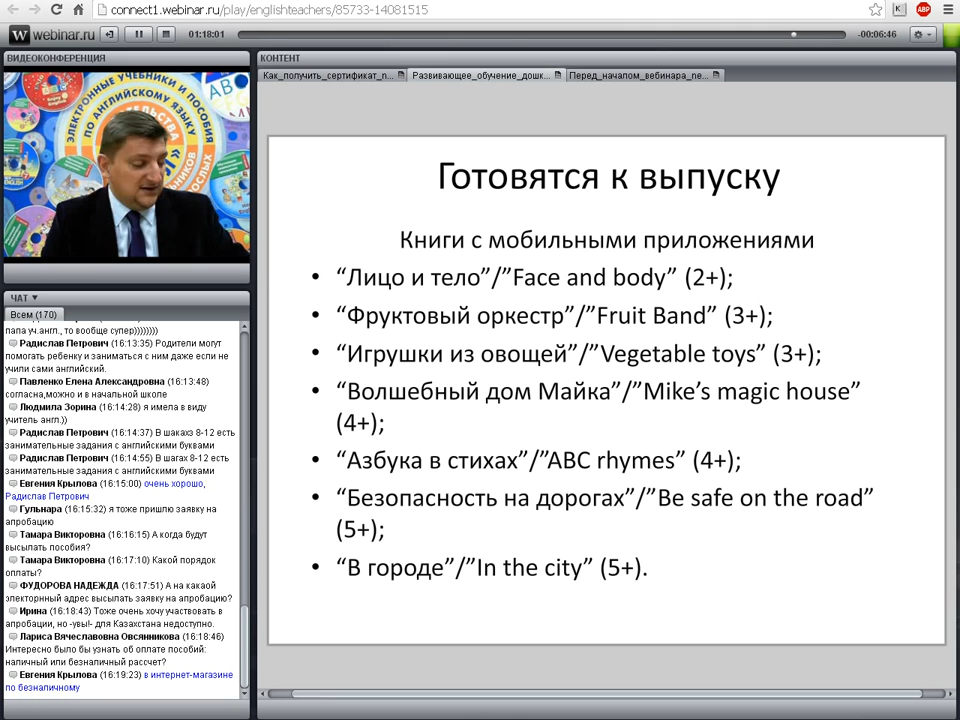 connect1.webinar.ru/play/englishteachers/85733-14081515
webinar.ru
01:18:01
-00:06:46
ВИДЕОКОНФЕРЕНЦИЯ
ЭЛЕКТРОННЫЕ УЧЕБНИКИ И ПОСОБИЯ
ПО АНГЛИЙСКОМУ ЯЗЫКУ
ABC
КОНТЕНТ
Как_получить_сертификат_п...
Развивающее_обучение_дошк...
Перед_началом_вебинара_пе...
Готовятся к выпуску
Книги с мобильными приложениями
• “Лицо и тело”/”Face and body” (2+);
• “Фруктовый оркестр”/”Fruit Band” (3+);
• “Игрушки из овощей”/”Vegetable toys” (3+);
• “Волшебный дом Майка”/”Mike’s magic house”
(4+);
• “Азбука в стихах”/”ABC rhymes” (4+);
• “Безопасность на дорогах”/”Be safe on the road”
(5+);
• “В городе”/”In the city” (5+).
ЧАТ
Всем (170)
папа уч.англ., то вообще супер))))))))
Радислав Петрович (16:13:35) Родители могут
помогать ребенку и заниматься с ним даже если не
учили сами английский.
Павленко Елена Александровна (16:13:48)
согласна,можно и в начальной школе
Людмила Зорина (16:14:28) я имела в виду
учитель англ.))
Радислав Петрович (16:14:37) В шакахз 8-12 есть
занимательные задания с английскими буквами
Радислав Петрович (16:14:55) В шагах 8-12 есть
занимательные задания с английскими буквами
Евгения Крылова (16:15:00) очень хорошо,
Радислав Петрович
Гульнара (16:15:32) я тоже пришлю заявку на
апробацию
Тамара Викторовна (16:16:15) А когда будут
высылать пособия?
Тамара Викторовна (16:17:10) Какой порядок
оплаты?
ФУДОРОВА НАДЕЖДА (16:17:51) А на какаой
электорнный адрес высылать заявку на апробацию?
Ирина (16:18:43) Тоже очень хочу участвовать в
апробации, но -увы!- для Казахстана недоступно.
Лариса Вячеславовна Овсянникова (16:18:46)
Интересно было бы узнать об оплате пособий:
наличный или безналичный рассчет?
Евгения Крылова (16:19:23) в интернет-магазине
по безналичному